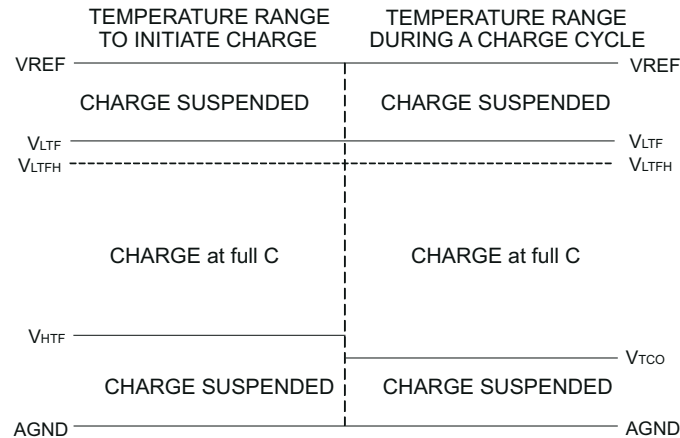 TEMPERATURE RANGE
TO INITIATE CHARGE
TEMPERATURE RANGE
DURING A CHARGE CYCLE
VREF
VREF
CHARGE SUSPENDED
CHARGE SUSPENDED
VLTF
VLTF
VLTFH
VLTFH
CHARGE at full C
CHARGE at full C
VHTF
VTCO
CHARGE SUSPENDED
CHARGE SUSPENDED
AGND
AGND